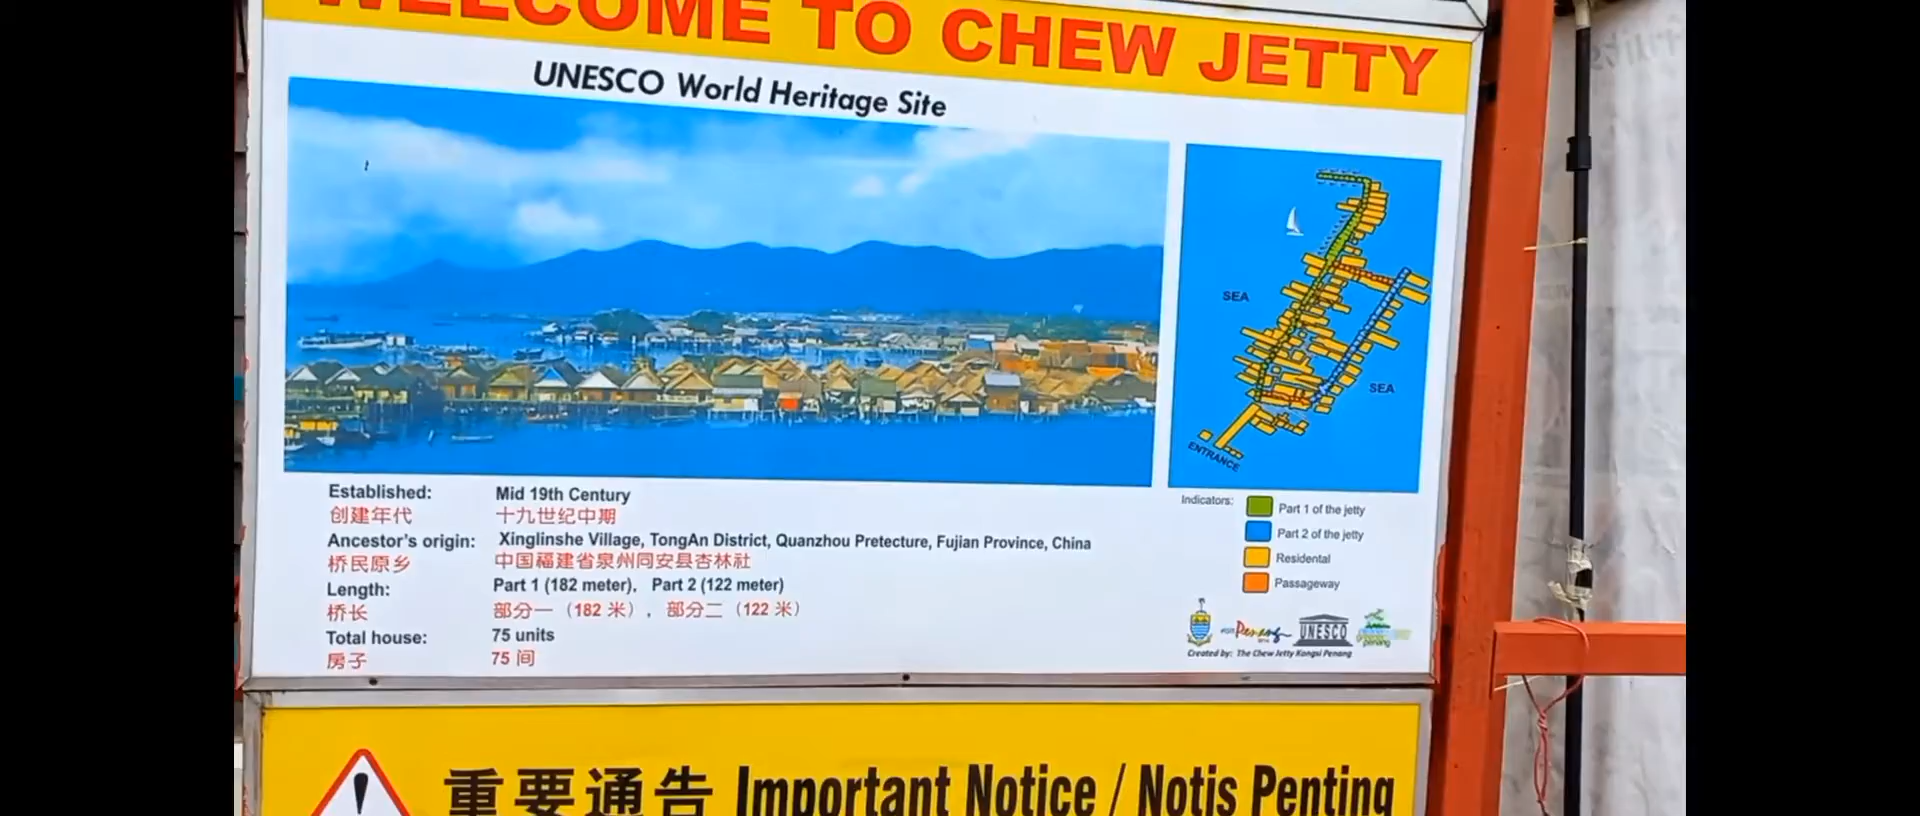 WELCOME TO CHEW JETTY
UNESCO World Heritage Site
SEA
SEA
ENTRANCE
Established: Mid 19th Century
创建年代 十九世纪中期
Ancestor's origin: Xinglinshe Village, TongAn District, Quanzhou Pretecture, Fujian Province, China
桥民原乡 中国福建省泉州同安县杏林社
Length: Part 1 (182 meter), Part 2 (122 meter)
桥长 部分一（182 米），部分二（122 米）
Total house: 75 units
房子 75 间
Indicators: Part 1 of the jetty
Part 2 of the jetty
Residental
Passageway
Penang UNESCO penang
Created by: The Chew Jetty Kongsi Penang
重要通告 Important Notice / Notis Penting